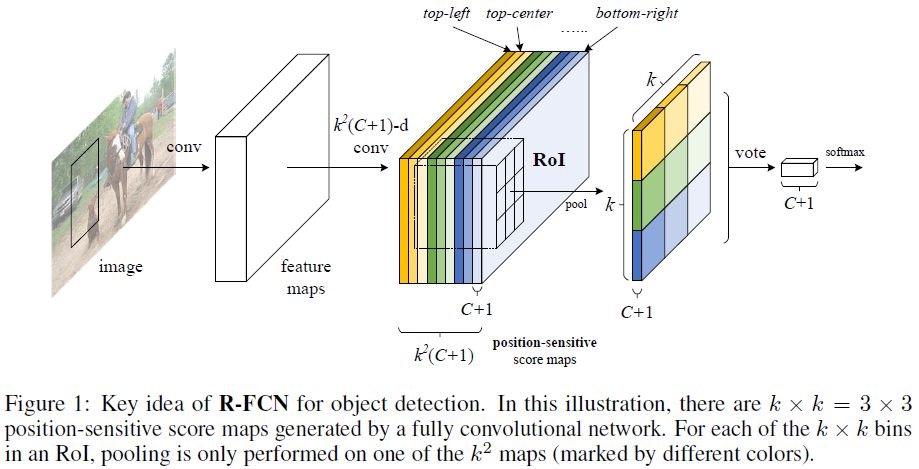 top-left top-center bottom-right
......
k²(C+1)-d
conv
conv
RoI
pool
k
k
vote
softmax
C+1
image
feature
maps
C+1
k²(C+1)
position-sensitive
score maps
C+1
Figure 1: Key idea of R-FCN for object detection. In this illustration, there are k × k = 3 × 3
position-sensitive score maps generated by a fully convolutional network. For each of the k × k bins
in an RoI, pooling is only performed on one of the k² maps (marked by different colors).